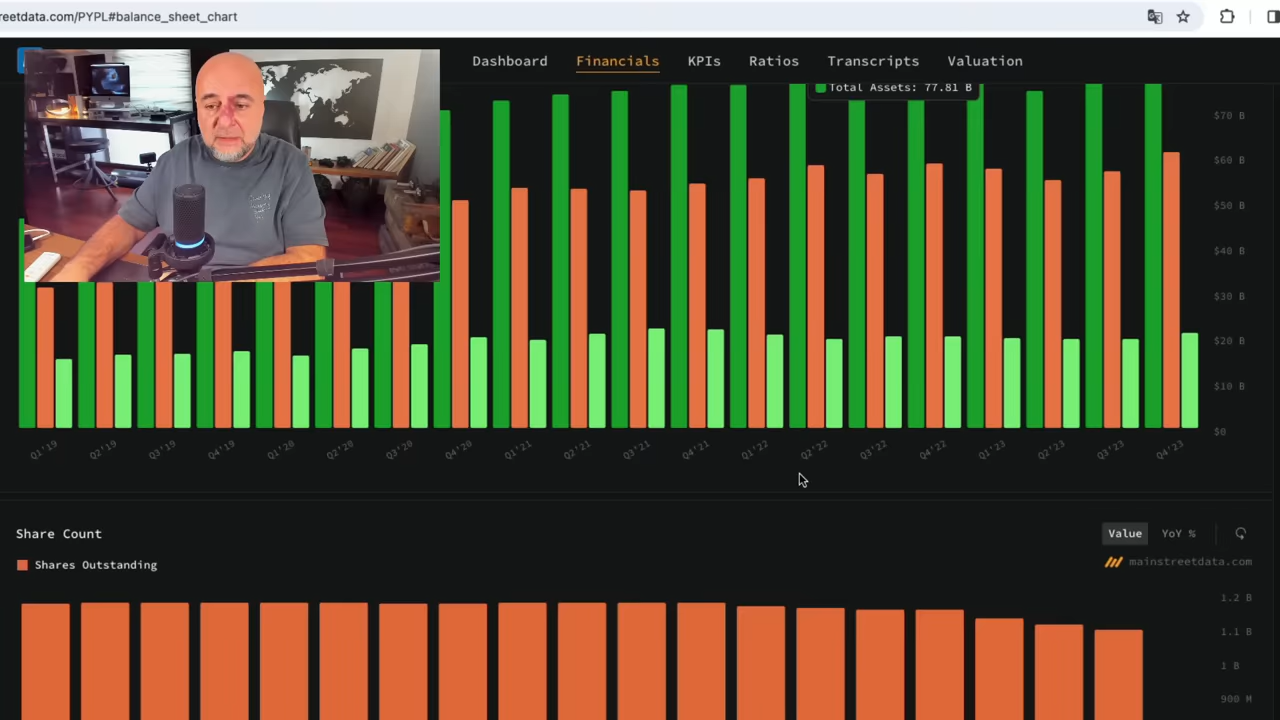 reetdata.com/PYPL#balance_sheet_chart
Dashboard Financials KPIs Ratios Transcripts Valuation
Total Assets: 77.81 B
$70 B
$60 B
$50 B
$40 B
$30 B
$20 B
$10 B
$0
Q1'19 Q2'19 Q3'19 Q4'19 Q1'20 Q2'20 Q3'20 Q4'20 Q1'21 Q2'21 Q3'21 Q4'21 Q1'22 Q2'22 Q3'22 Q4'22 Q1'23 Q2'23 Q3'23 Q4'23
Share Count
Value YoY %
Shares Outstanding
mainstreetdata.com
1.2 B
1.1 B
1 B
900 M